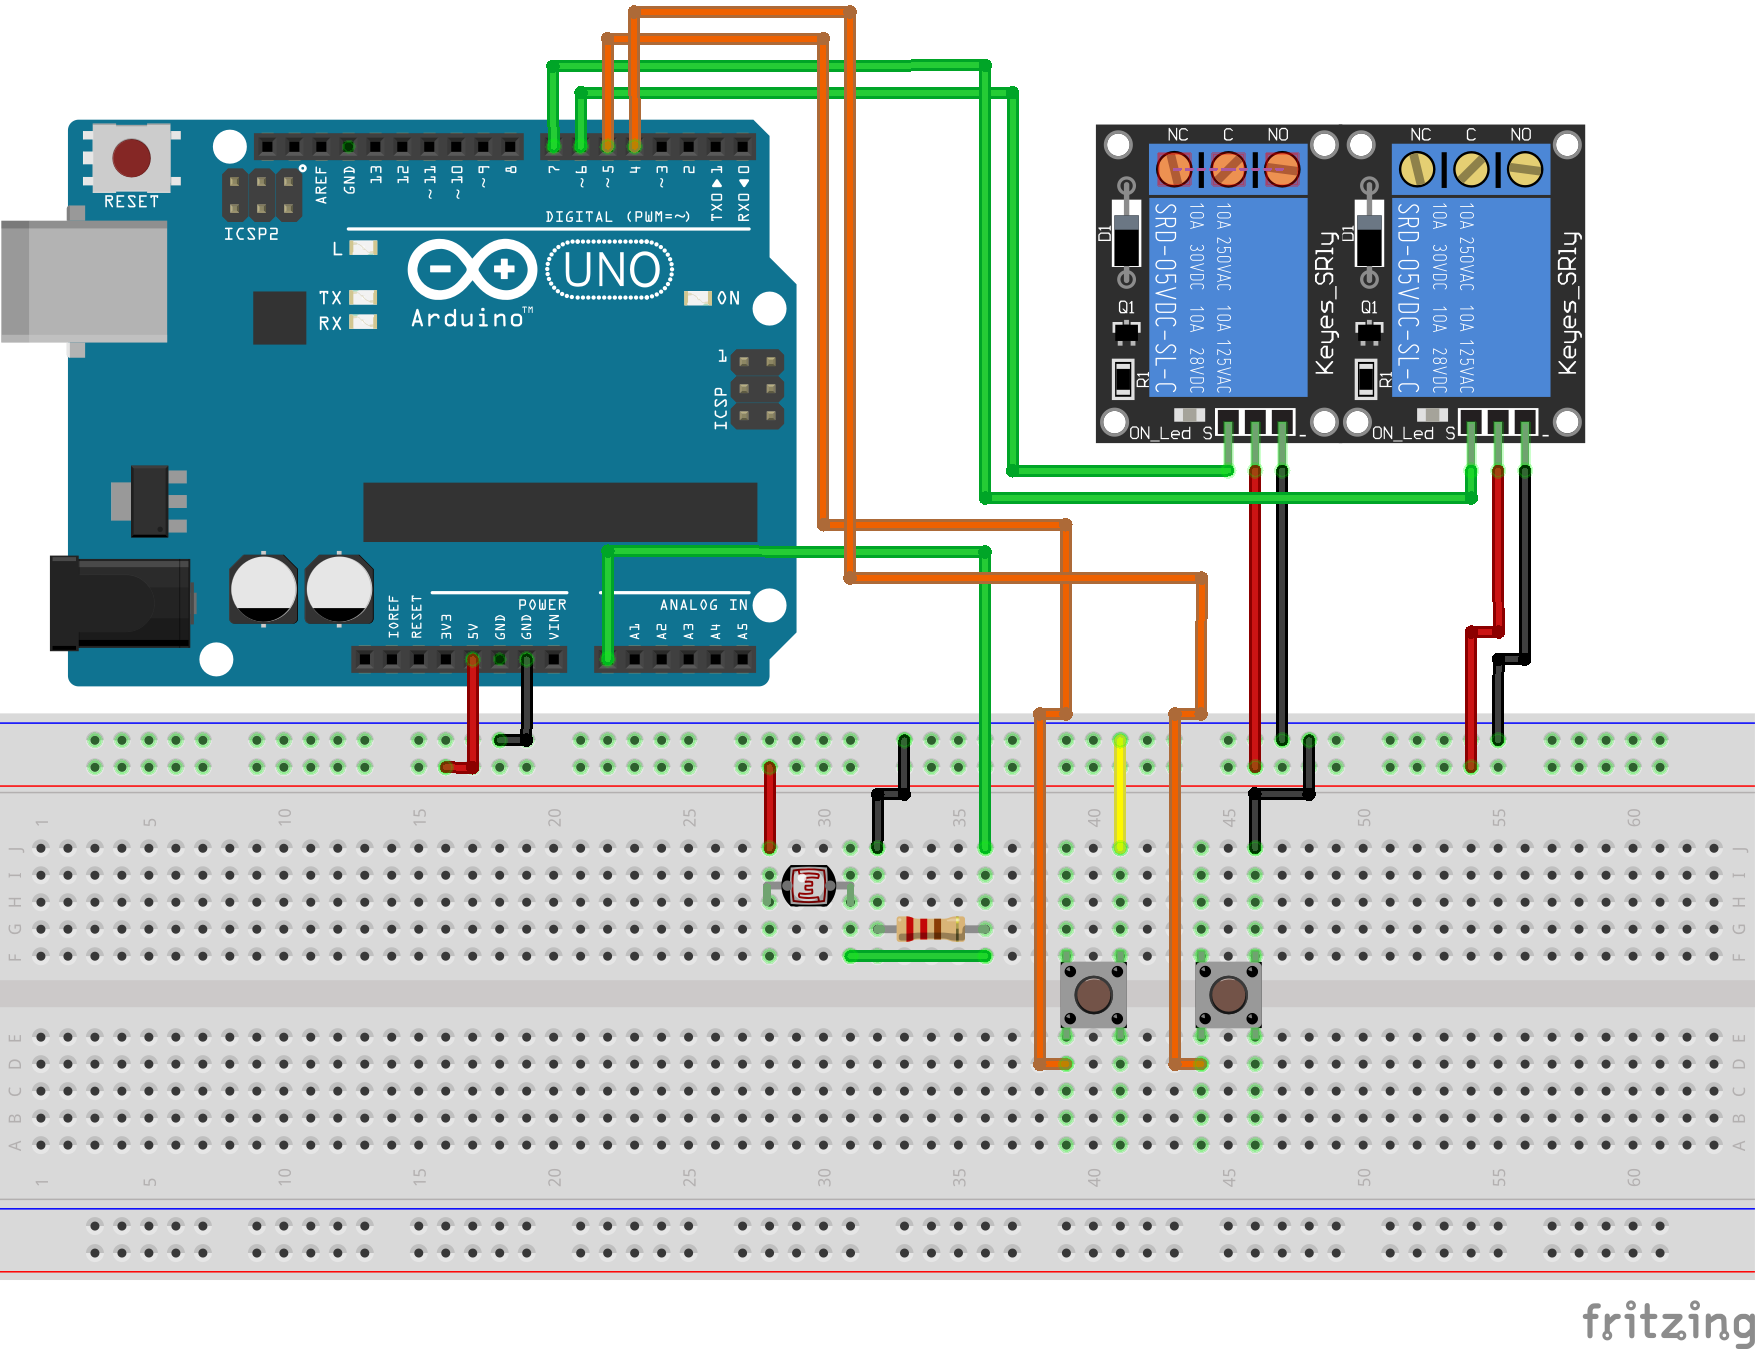 RESET
ICSP2
AREF
GND
13
12
~11
~10
~9
8
7
~6
~5
4
~3
2
TX0▶1
RX0◀0
DIGITAL (PWM=~)
L
TX
RX
UNO
ON
Arduino™
1
ICSP
IOREF
RESET
3V3
5V
GND
GND
VIN
POWER
ANALOG IN
A1
A2
A3
A4
A5
NC C NO
D1
SRD-05VDC-SL-C
10A 30VDC 10A 28VDC
10A 250VAC 10A 125VAC
Q1
R1
Keyes_SRly
ON_Led S -
NC C NO
D1
SRD-05VDC-SL-C
10A 30VDC 10A 28VDC
10A 250VAC 10A 125VAC
Q1
R1
Keyes_SRly
ON_Led S -
1 5 10 15 20 25 30 35 40 45 50 55 60
J J
I I
H H
G G
F F
E E
D D
C C
B B
A A
1 5 10 15 20 25 30 35 40 45 50 55 60
fritzing